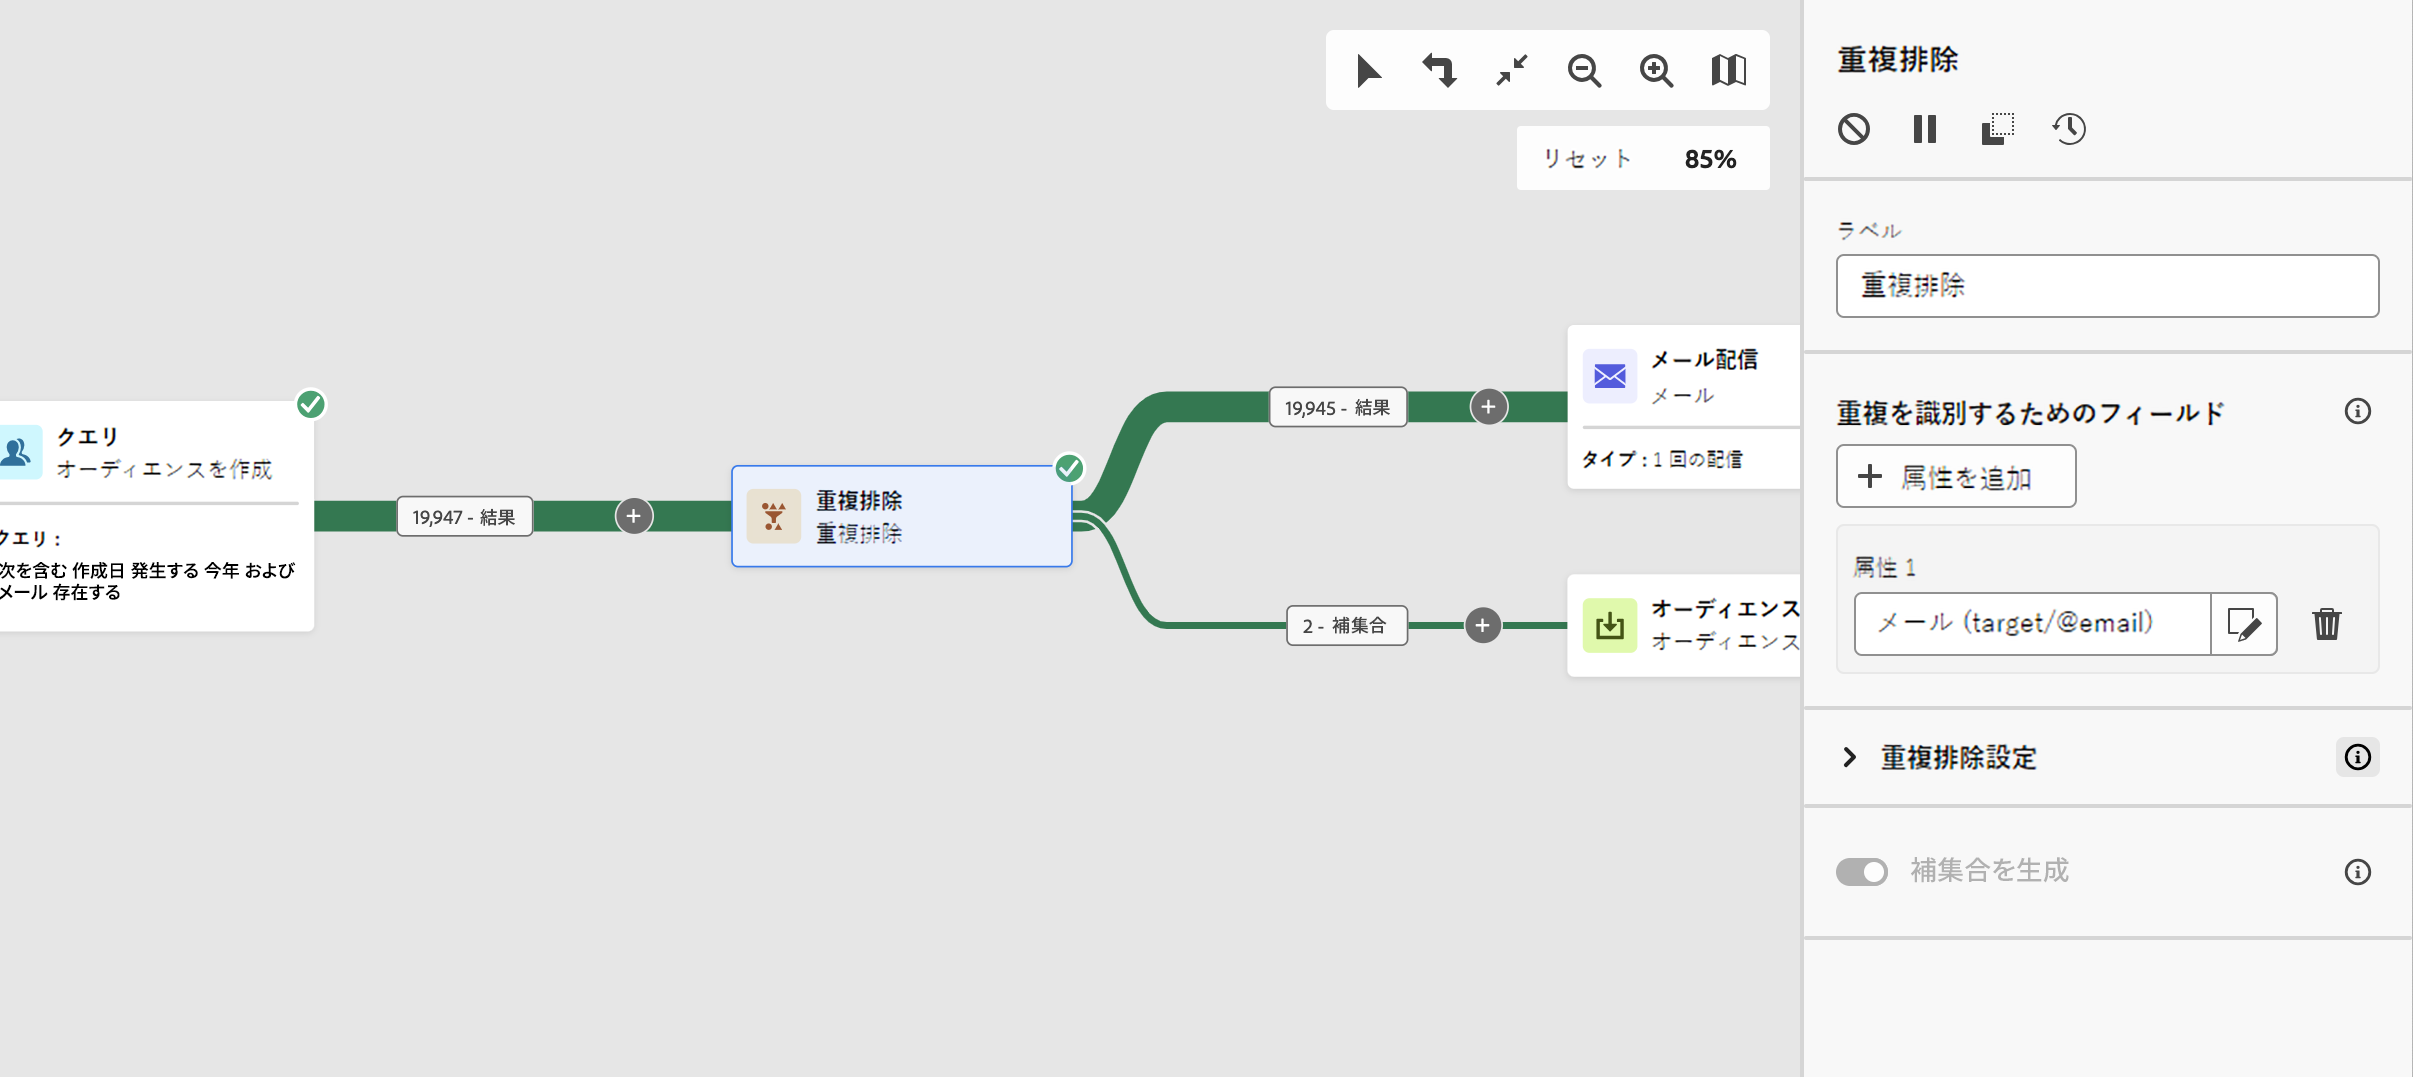 リセット 85%
クエリ
オーディエンスを作成
クエリ：
次を含む 作成日 発生する 今年 および
メール 存在する
19,947 - 結果
重複排除
重複排除
19,945 - 結果
2 - 補集合
メール配信
メール
タイプ：1 回の配信
オーディエンス
オーディエンス
重複排除
ラベル
重複排除
重複を識別するためのフィールド
属性を追加
属性 1
メール (target/@email)
重複排除設定
補集合を生成